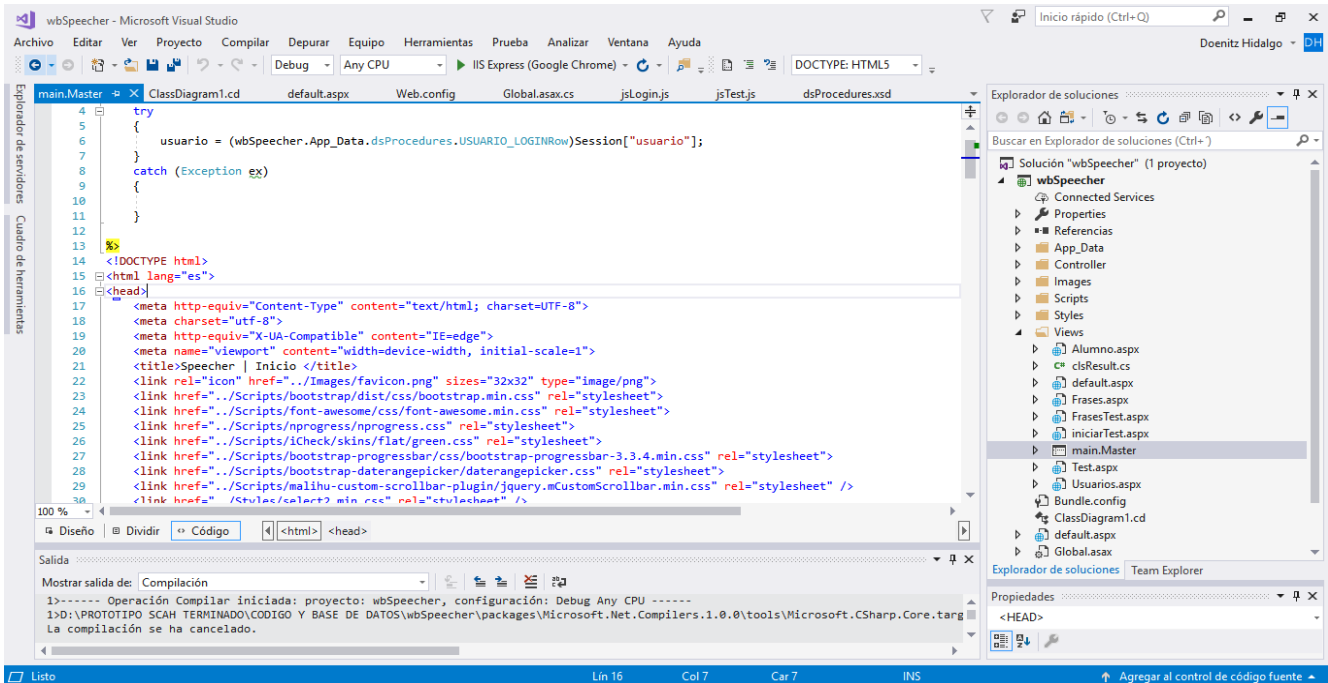 wbSpeecher - Microsoft Visual Studio
Inicio rápido (Ctrl+Q)
Archivo Editar Ver Proyecto Compilar Depurar Equipo Herramientas Prueba Analizar Ventana Ayuda
Doenitz Hidalgo DH
Debug Any CPU IIS Express (Google Chrome) DOCTYPE: HTML5
Explorador de servidores
Cuadro de herramientas
main.Master ClassDiagram1.cd default.aspx Web.config Global.asax.cs jsLogin.js jsTest.js dsProcedures.xsd
4 try
5 {
6 usuario = (wbSpeecher.App_Data.dsProcedures.USUARIO_LOGINRow)Session["usuario"];
7 }
8 catch (Exception ex)
9 {
10
11 }
12
13 %>
14 <!DOCTYPE html>
15 <html lang="es">
16 <head>
17 <meta http-equiv="Content-Type" content="text/html; charset=UTF-8">
18 <meta charset="utf-8">
19 <meta http-equiv="X-UA-Compatible" content="IE=edge">
20 <meta name="viewport" content="width=device-width, initial-scale=1">
21 <title>Speecher | Inicio </title>
22 <link rel="icon" href="../Images/favicon.png" sizes="32x32" type="image/png">
23 <link href="../Scripts/bootstrap/dist/css/bootstrap.min.css" rel="stylesheet">
24 <link href="../Scripts/font-awesome/css/font-awesome.min.css" rel="stylesheet">
25 <link href="../Scripts/nprogress/nprogress.css" rel="stylesheet">
26 <link href="../Scripts/iCheck/skins/flat/green.css" rel="stylesheet">
27 <link href="../Scripts/bootstrap-progressbar/css/bootstrap-progressbar-3.3.4.min.css" rel="stylesheet">
28 <link href="../Scripts/bootstrap-daterangepicker/daterangepicker.css" rel="stylesheet">
29 <link href="../Scripts/malihu-custom-scrollbar-plugin/jquery.mCustomScrollbar.min.css" rel="stylesheet" />
30 <link href="../Styles/select2.min.css" rel="stylesheet" />
100 %
Diseño Dividir Código <html> <head>
Salida
Mostrar salida de: Compilación
1>------ Operación Compilar iniciada: proyecto: wbSpeecher, configuración: Debug Any CPU ------
1>D:\PROTOTIPO SCAH TERMINADO\CODIGO Y BASE DE DATOS\wbSpeecher\packages\Microsoft.Net.Compilers.1.0.0\tools\Microsoft.CSharp.Core.targ
La compilación se ha cancelado.
Explorador de soluciones
Buscar en Explorador de soluciones (Ctrl+´)
Solución "wbSpeecher" (1 proyecto)
wbSpeecher
Connected Services
Properties
Referencias
App_Data
Controller
Images
Scripts
Styles
Views
Alumno.aspx
C# clsResult.cs
default.aspx
Frases.aspx
FrasesTest.aspx
iniciarTest.aspx
main.Master
Test.aspx
Usuarios.aspx
Bundle.config
ClassDiagram1.cd
default.aspx
Global.asax
Explorador de soluciones Team Explorer
Propiedades
<HEAD>
Listo Lín 16 Col 7 Car 7 INS Agregar al control de código fuente